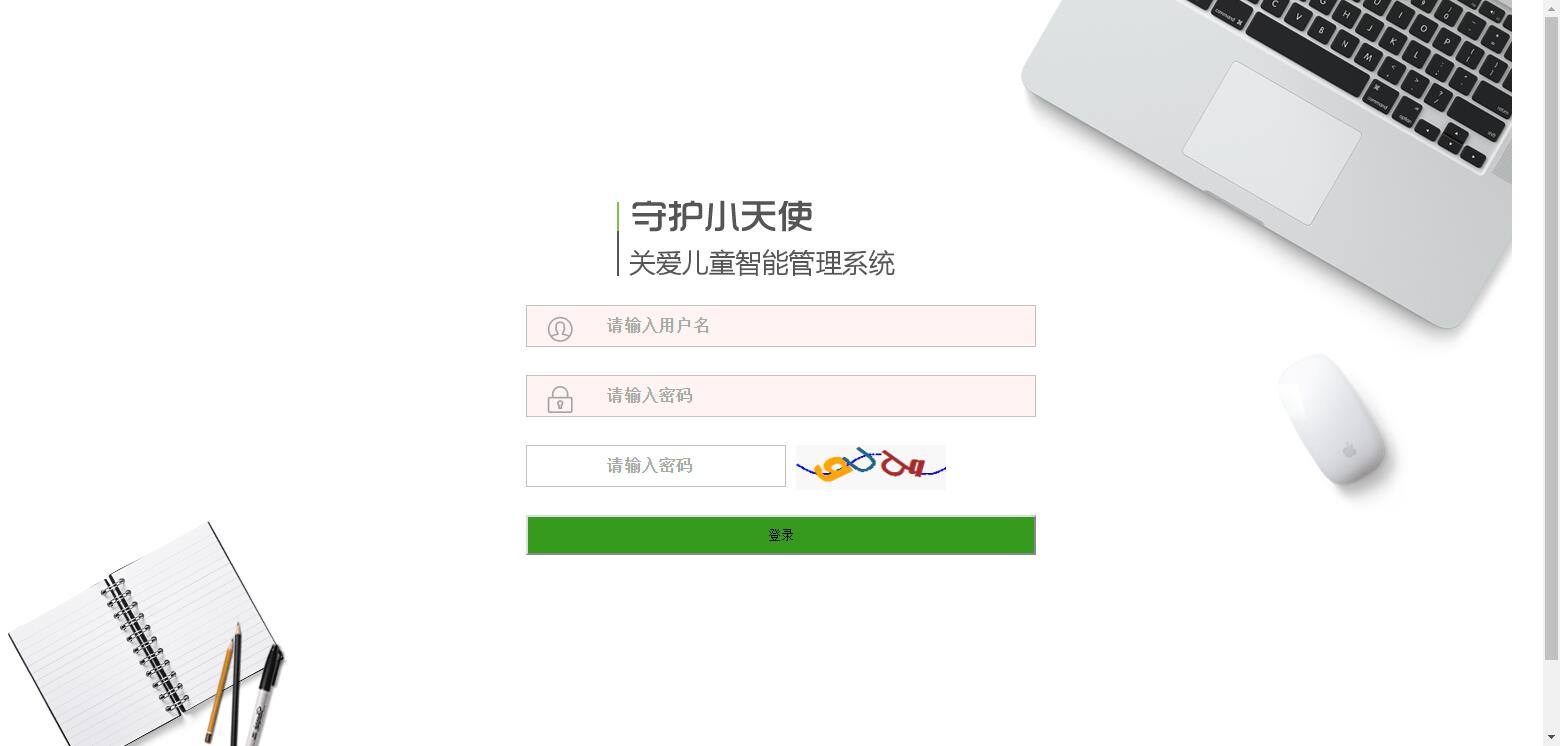 守护小天使
关爱儿童智能管理系统
请输入用户名
请输入密码
请输入密码
登录